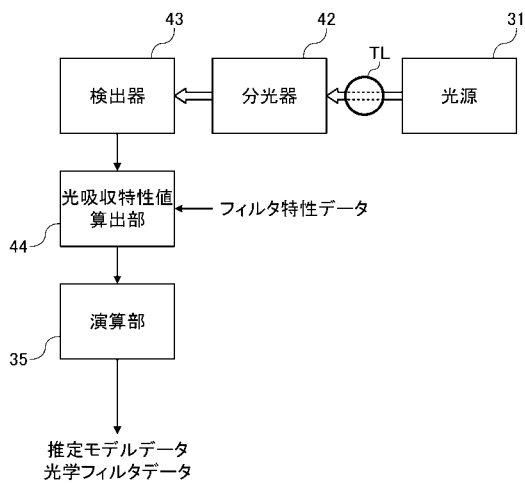 43
42
31
TL
検出器
分光器
光源
光吸収特性値
算出部
フィルタ特性データ
44
演算部
35
推定モデルデータ
光学フィルタデータ